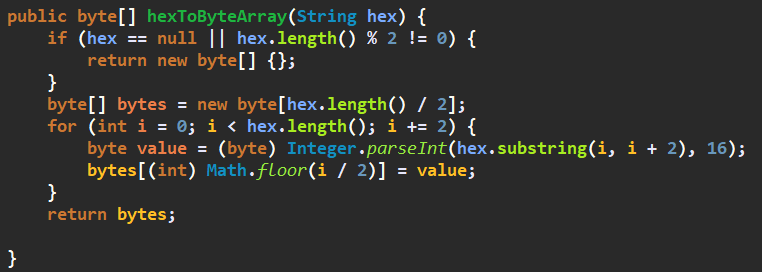 public byte[] hexToByteArray(String hex) {
    if (hex == null || hex.length() % 2 != 0) {
        return new byte[] {};
    }
    byte[] bytes = new byte[hex.length() / 2];
    for (int i = 0; i < hex.length(); i += 2) {
        byte value = (byte) Integer.parseInt(hex.substring(i, i + 2), 16);
        bytes[(int) Math.floor(i / 2)] = value;
    }
    return bytes;

}